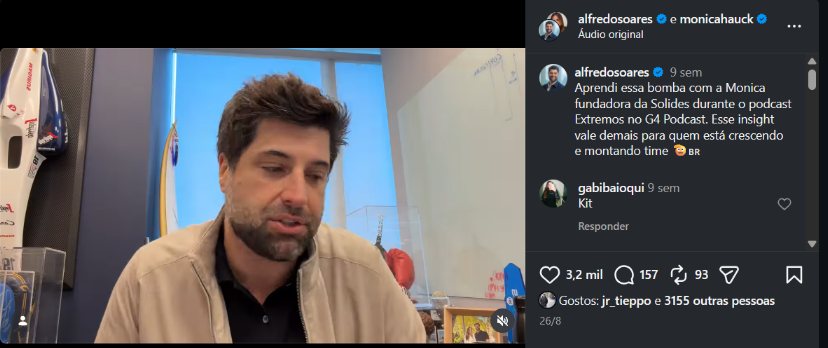 alfredosoares e monicahauck
Áudio original
alfredosoares 9 sem
Aprendi essa bomba com a Monica
fundadora da Solides durante o podcast
Extremos no G4 Podcast. Esse insight
vale demais para quem está crescendo
e montando time 🤯 BR
gabibaioqui 9 sem
Kit
Responder
3,2 mil 157 93
Gostos: jr_tieppo e 3155 outras pessoas
26/8